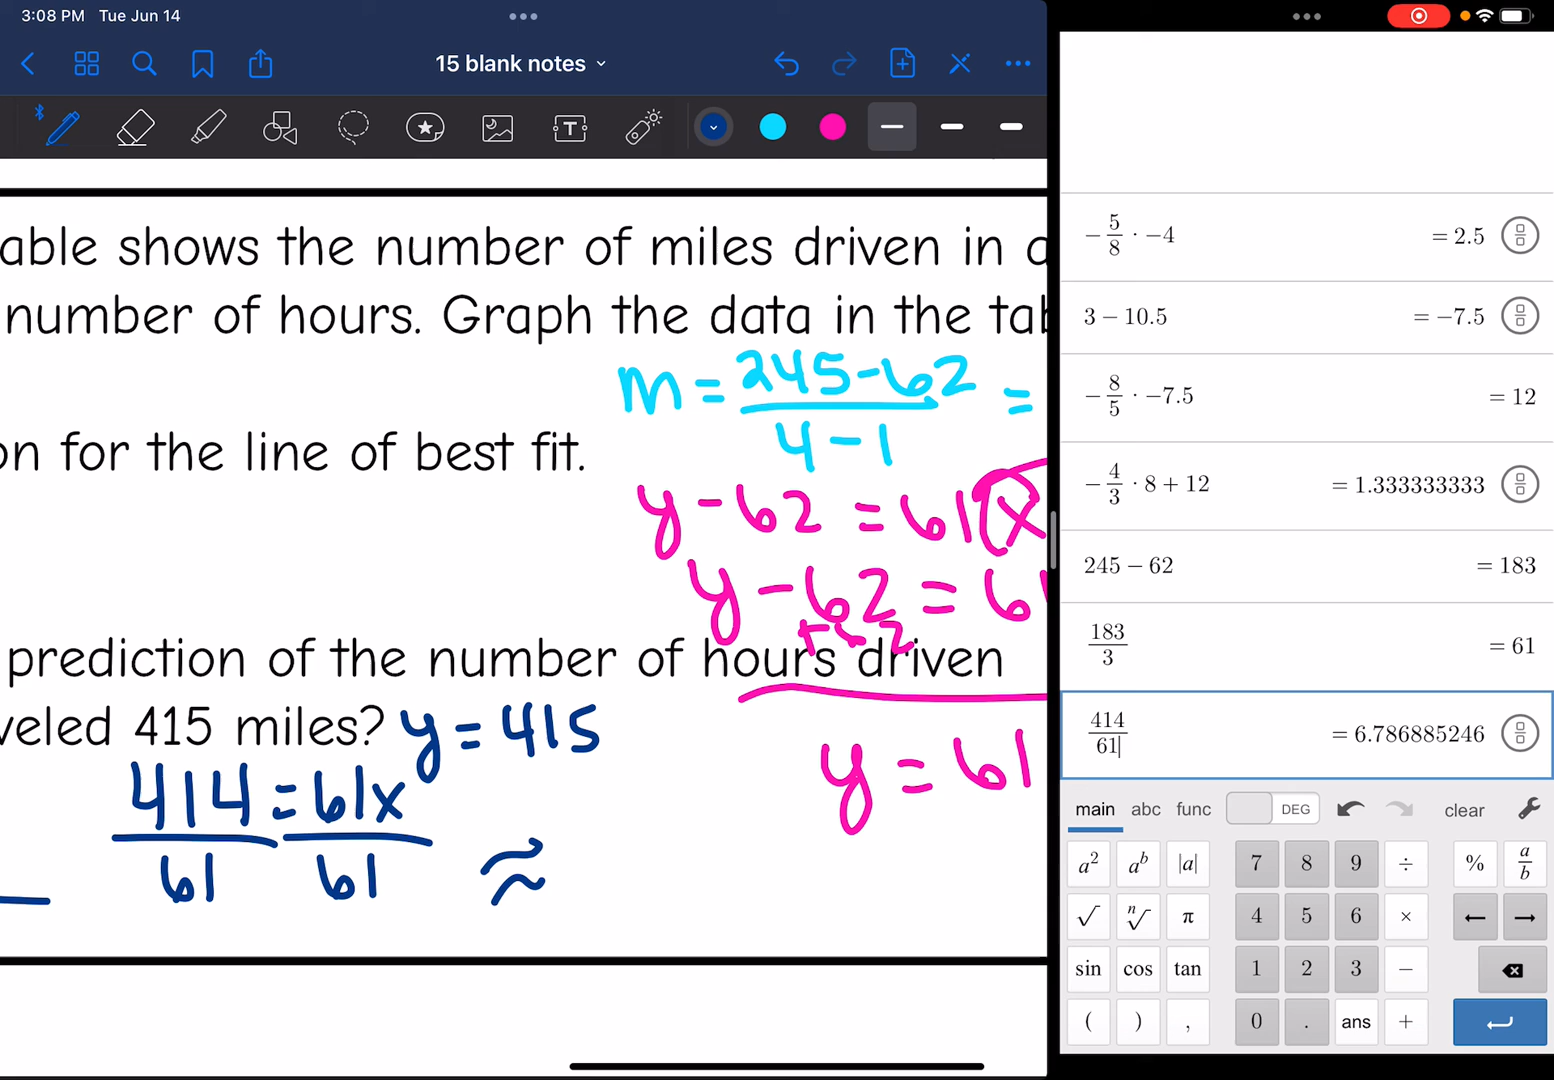 3:08 PM Tue Jun 14
15 blank notes
able shows the number of miles driven in a
number of hours. Graph the data in the tab
m = 245-62 =
4-1
on for the line of best fit.
y-62 = 61(x
y-62 = 61
+62
prediction of the number of hours driven
veled 415 miles? y = 415
y = 61
414 = 61x
61 61 ≈
-5/8 · -4 = 2.5
3 - 10.5 = -7.5
-8/5 · -7.5 = 12
-4/3 · 8 + 12 = 1.333333333
245 - 62 = 183
183/3 = 61
414/61 = 6.786885246
main abc func DEG clear
a² aᵇ |a| 7 8 9 ÷ % a/b
√ ⁿ√ π 4 5 6 × ← →
sin cos tan 1 2 3 −
( ) , 0 . ans +